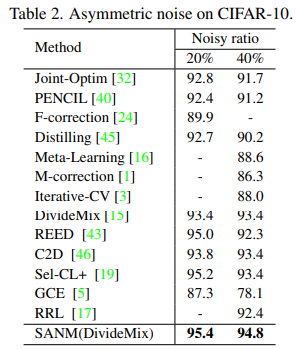 Table 2. Asymmetric noise on CIFAR-10.
Method Noisy ratio
20% 40%
Joint-Optim [32] 92.8 91.7
PENCIL [40] 92.4 91.2
F-correction [24] 89.9 -
Distilling [45] 92.7 90.2
Meta-Learning [16] - 88.6
M-correction [1] - 86.3
Iterative-CV [3] - 88.0
DivideMix [15] 93.4 93.4
REED [43] 95.0 92.3
C2D [46] 93.8 93.4
Sel-CL+ [19] 95.2 93.4
GCE [5] 87.3 78.1
RRL [17] - 92.4
SANM(DivideMix) 95.4 94.8